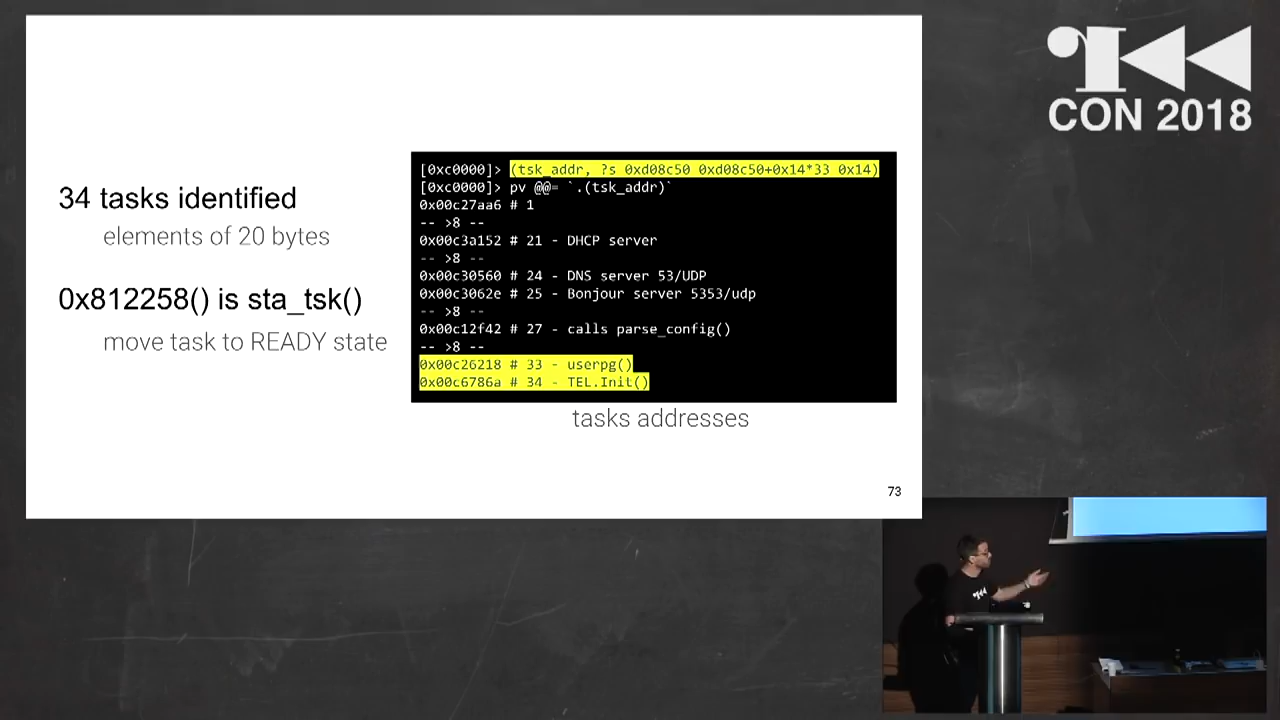 CON 2018
34 tasks identified
elements of 20 bytes
0x812258() is sta_tsk()
move task to READY state
[0xc0000]> (tsk_addr, ?s 0xd08c50 0xd08c50+0x14*33 0x14)
[0xc0000]> pv @@= `.(tsk_addr)`
0x00c27aa6 # 1
-- >8 --
0x00c3a152 # 21 - DHCP server
-- >8 --
0x00c30560 # 24 - DNS server 53/UDP
0x00c3062e # 25 - Bonjour server 5353/udp
-- >8 --
0x00c12f42 # 27 - calls parse_config()
-- >8 --
0x00c26218 # 33 - userpg()
0x00c6786a # 34 - TEL.Init()
tasks addresses
73